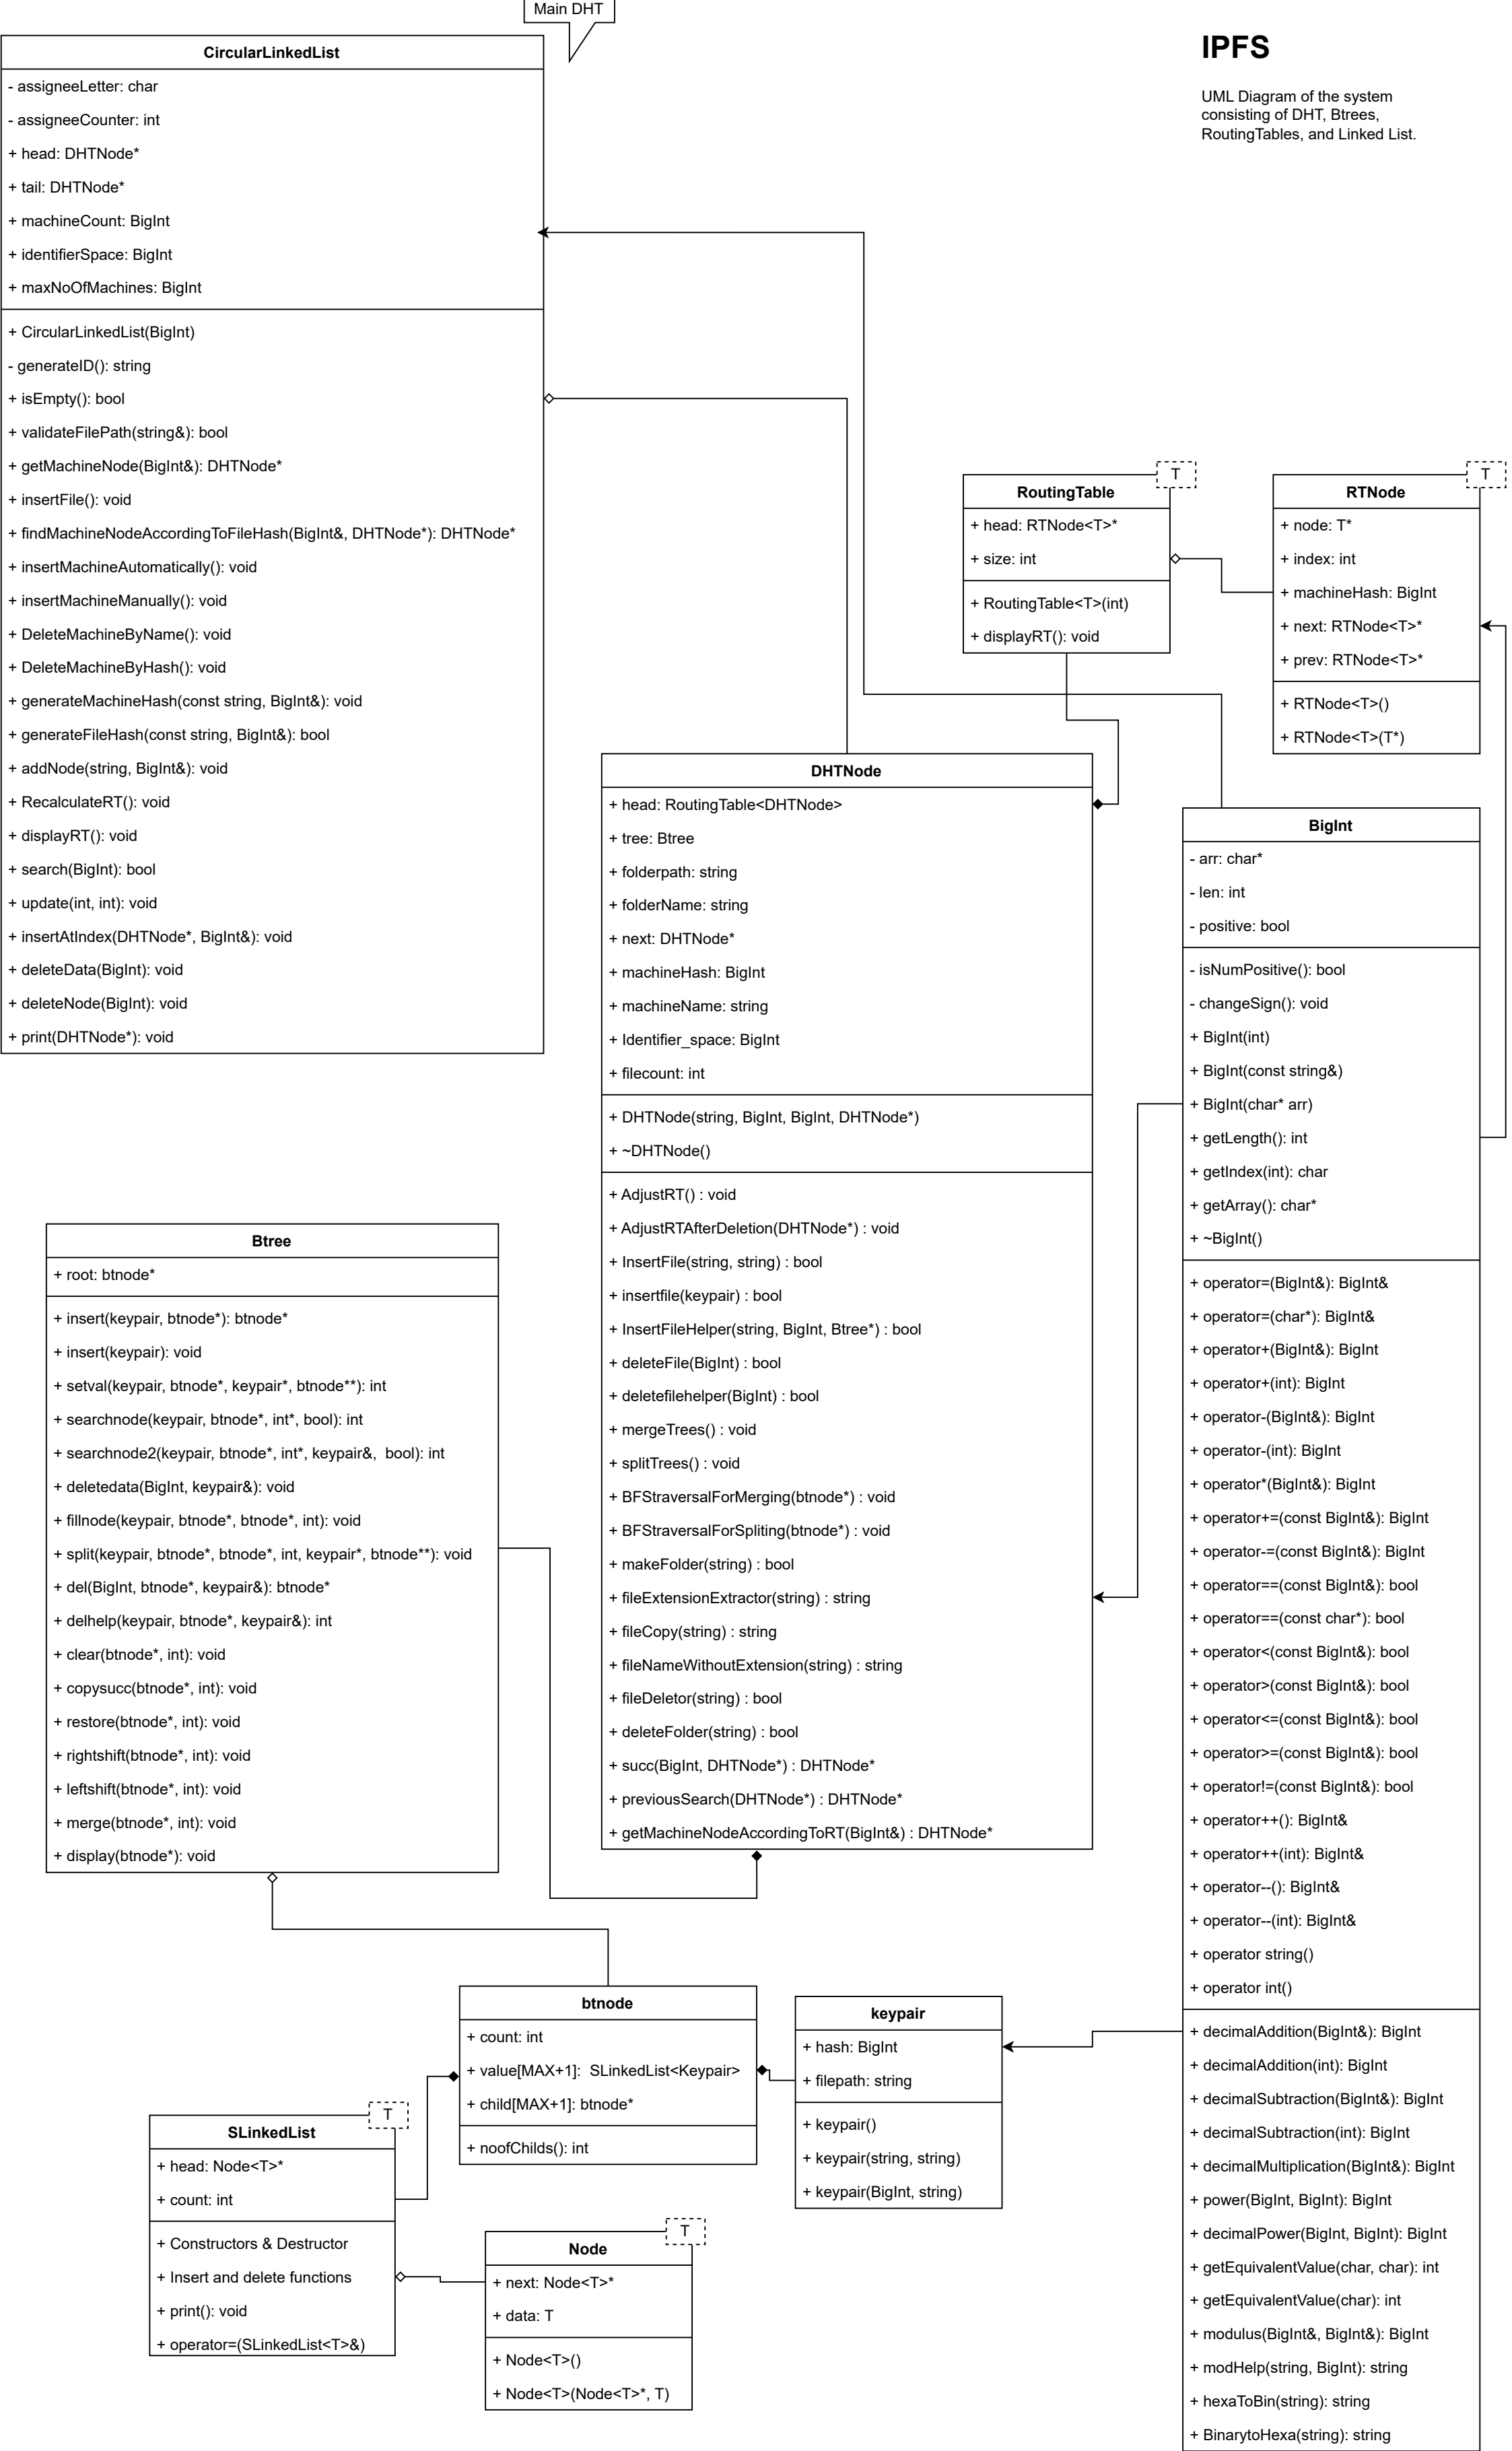 Main DHT
IPFS
UML Diagram of the system
consisting of DHT, Btrees,
RoutingTables, and Linked List.
CircularLinkedList
- assigneeLetter: char
- assigneeCounter: int
+ head: DHTNode*
+ tail: DHTNode*
+ machineCount: BigInt
+ identifierSpace: BigInt
+ maxNoOfMachines: BigInt
+ CircularLinkedList(BigInt)
- generateID(): string
+ isEmpty(): bool
+ validateFilePath(string&): bool
+ getMachineNode(BigInt&): DHTNode*
+ insertFile(): void
+ findMachineNodeAccordingToFileHash(BigInt&, DHTNode*): DHTNode*
+ insertMachineAutomatically(): void
+ insertMachineManually(): void
+ DeleteMachineByName(): void
+ DeleteMachineByHash(): void
+ generateMachineHash(const string, BigInt&): void
+ generateFileHash(const string, BigInt&): bool
+ addNode(string, BigInt&): void
+ RecalculateRT(): void
+ displayRT(): void
+ search(BigInt): bool
+ update(int, int): void
+ insertAtIndex(DHTNode*, BigInt&): void
+ deleteData(BigInt): void
+ deleteNode(BigInt): void
+ print(DHTNode*): void
T
RoutingTable
+ head: RTNode<T>*
+ size: int
+ RoutingTable<T>(int)
+ displayRT(): void
T
RTNode
+ node: T*
+ index: int
+ machineHash: BigInt
+ next: RTNode<T>*
+ prev: RTNode<T>*
+ RTNode<T>()
+ RTNode<T>(T*)
DHTNode
+ head: RoutingTable<DHTNode>
+ tree: Btree
+ folderpath: string
+ folderName: string
+ next: DHTNode*
+ machineHash: BigInt
+ machineName: string
+ Identifier_space: BigInt
+ filecount: int
+ DHTNode(string, BigInt, BigInt, DHTNode*)
+ ~DHTNode()
+ AdjustRT() : void
+ AdjustRTAfterDeletion(DHTNode*) : void
+ InsertFile(string, string) : bool
+ insertfile(keypair) : bool
+ InsertFileHelper(string, BigInt, Btree*) : bool
+ deleteFile(BigInt) : bool
+ deletefilehelper(BigInt) : bool
+ mergeTrees() : void
+ splitTrees() : void
+ BFStraversalForMerging(btnode*) : void
+ BFStraversalForSpliting(btnode*) : void
+ makeFolder(string) : bool
+ fileExtensionExtractor(string) : string
+ fileCopy(string) : string
+ fileNameWithoutExtension(string) : string
+ fileDeletor(string) : bool
+ deleteFolder(string) : bool
+ succ(BigInt, DHTNode*) : DHTNode*
+ previousSearch(DHTNode*) : DHTNode*
+ getMachineNodeAccordingToRT(BigInt&) : DHTNode*
BigInt
- arr: char*
- len: int
- positive: bool
- isNumPositive(): bool
- changeSign(): void
+ BigInt(int)
+ BigInt(const string&)
+ BigInt(char* arr)
+ getLength(): int
+ getIndex(int): char
+ getArray(): char*
+ ~BigInt()
+ operator=(BigInt&): BigInt&
+ operator=(char*): BigInt&
+ operator+(BigInt&): BigInt
+ operator+(int): BigInt
+ operator-(BigInt&): BigInt
+ operator-(int): BigInt
+ operator*(BigInt&): BigInt
+ operator+=(const BigInt&): BigInt
+ operator-=(const BigInt&): BigInt
+ operator==(const BigInt&): bool
+ operator==(const char*): bool
+ operator<(const BigInt&): bool
+ operator>(const BigInt&): bool
+ operator<=(const BigInt&): bool
+ operator>=(const BigInt&): bool
+ operator!=(const BigInt&): bool
+ operator++(): BigInt&
+ operator++(int): BigInt&
+ operator--(): BigInt&
+ operator--(int): BigInt&
+ operator string()
+ operator int()
+ decimalAddition(BigInt&): BigInt
+ decimalAddition(int): BigInt
+ decimalSubtraction(BigInt&): BigInt
+ decimalSubtraction(int): BigInt
+ decimalMultiplication(BigInt&): BigInt
+ power(BigInt, BigInt): BigInt
+ decimalPower(BigInt, BigInt): BigInt
+ getEquivalentValue(char, char): int
+ getEquivalentValue(char): int
+ modulus(BigInt&, BigInt&): BigInt
+ modHelp(string, BigInt): string
+ hexaToBin(string): string
+ BinarytoHexa(string): string
Btree
+ root: btnode*
+ insert(keypair, btnode*): btnode*
+ insert(keypair): void
+ setval(keypair, btnode*, keypair*, btnode**): int
+ searchnode(keypair, btnode*, int*, bool): int
+ searchnode2(keypair, btnode*, int*, keypair&,  bool): int
+ deletedata(BigInt, keypair&): void
+ fillnode(keypair, btnode*, btnode*, int): void
+ split(keypair, btnode*, btnode*, int, keypair*, btnode**): void
+ del(BigInt, btnode*, keypair&): btnode*
+ delhelp(keypair, btnode*, keypair&): int
+ clear(btnode*, int): void
+ copysucc(btnode*, int): void
+ restore(btnode*, int): void
+ rightshift(btnode*, int): void
+ leftshift(btnode*, int): void
+ merge(btnode*, int): void
+ display(btnode*): void
btnode
+ count: int
+ value[MAX+1]:  SLinkedList<Keypair>
+ child[MAX+1]: btnode*
+ noofChilds(): int
keypair
+ hash: BigInt
+ filepath: string
+ keypair()
+ keypair(string, string)
+ keypair(BigInt, string)
T
SLinkedList
+ head: Node<T>*
+ count: int
+ Constructors & Destructor
+ Insert and delete functions
+ print(): void
+ operator=(SLinkedList<T>&)
T
Node
+ next: Node<T>*
+ data: T
+ Node<T>()
+ Node<T>(Node<T>*, T)